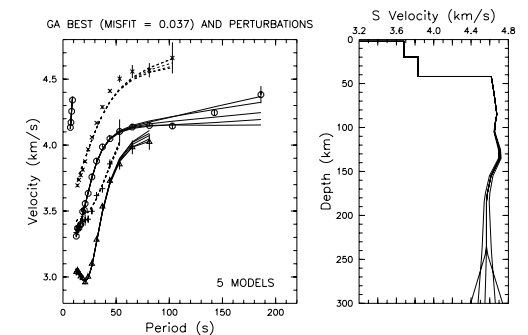 GA BEST (MISFIT = 0.037) AND PERTURBATIONS
S Velocity (km/s)
3.2 3.6 4.0 4.4 4.8
Velocity (km/s)
4.5
4.0
3.5
3.0
5 MODELS
0 50 100 150 200
Period (s)
Depth (km)
0
50
100
150
200
250
300